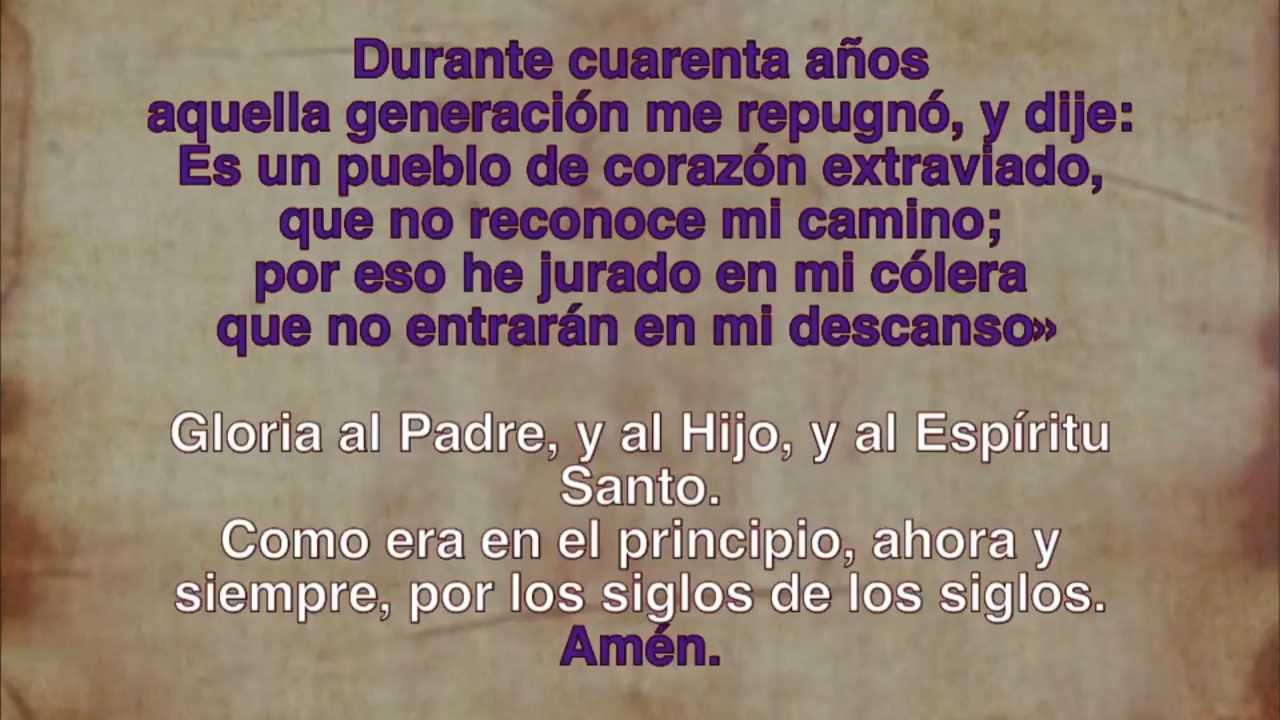 Durante cuarenta años
aquella generación me repugnó, y dije:
Es un pueblo de corazón extraviado,
que no reconoce mi camino;
por eso he jurado en mi cólera
que no entrarán en mi descanso»
Gloria al Padre, y al Hijo, y al Espíritu
Santo.
Como era en el principio, ahora y
siempre, por los siglos de los siglos.
Amén.